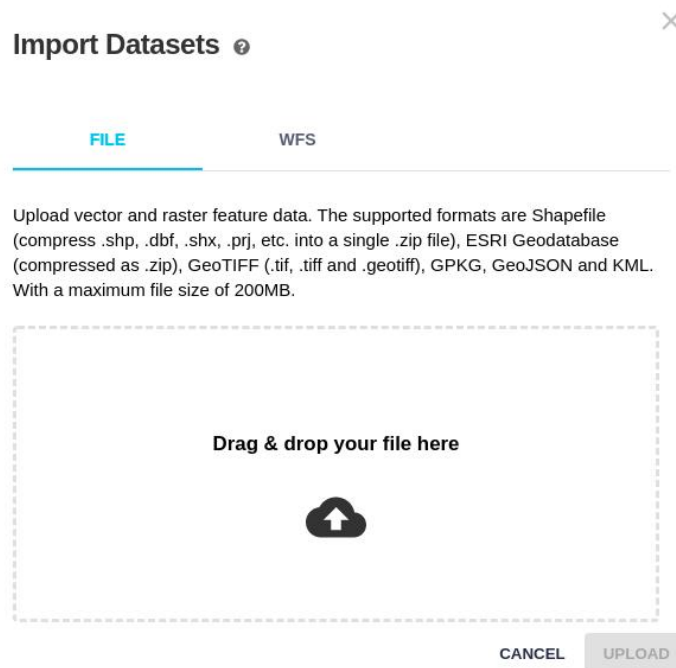 Import Datasets ?
FILE
WFS
Upload vector and raster feature data. The supported formats are Shapefile
(compress .shp, .dbf, .shx, .prj, etc. into a single .zip file), ESRI Geodatabase
(compressed as .zip), GeoTIFF (.tif, .tiff and .geotiff), GPKG, GeoJSON and KML.
With a maximum file size of 200MB.
Drag & drop your file here
CANCEL
UPLOAD